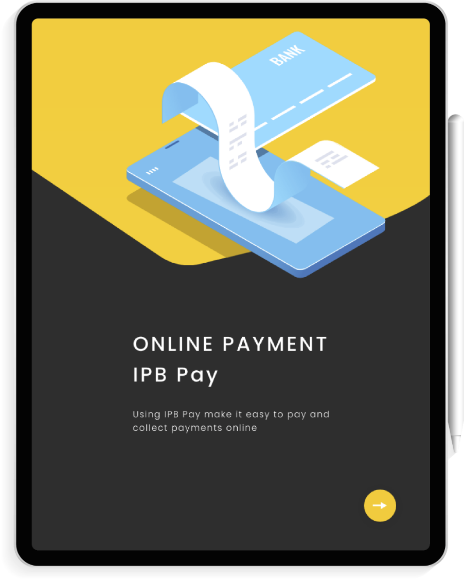 BANK
ONLINE PAYMENT
IPB Pay
Using IPB Pay make it easy to pay and
collect payments online